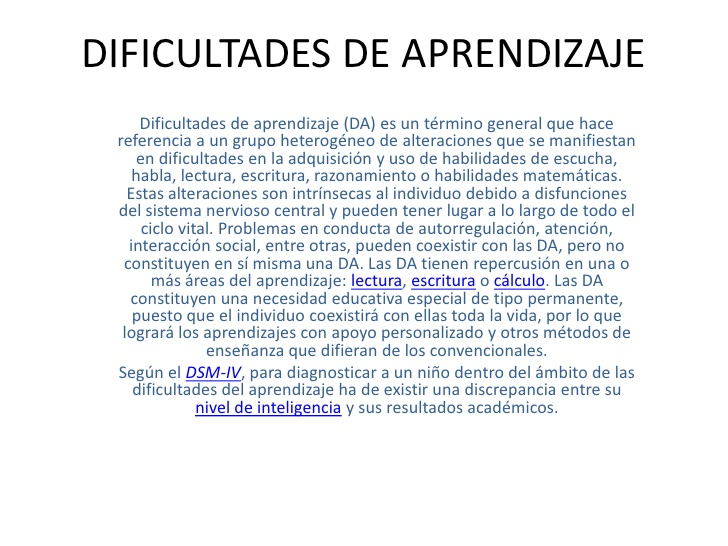 DIFICULTADES DE APRENDIZAJE
Dificultades de aprendizaje (DA) es un término general que hace
referencia a un grupo heterogéneo de alteraciones que se manifiestan
en dificultades en la adquisición y uso de habilidades de escucha,
habla, lectura, escritura, razonamiento o habilidades matemáticas.
Estas alteraciones son intrínsecas al individuo debido a disfunciones
del sistema nervioso central y pueden tener lugar a lo largo de todo el
ciclo vital. Problemas en conducta de autorregulación, atención,
interacción social, entre otras, pueden coexistir con las DA, pero no
constituyen en sí misma una DA. Las DA tienen repercusión en una o
más áreas del aprendizaje: lectura, escritura o cálculo. Las DA
constituyen una necesidad educativa especial de tipo permanente,
puesto que el individuo coexistirá con ellas toda la vida, por lo que
logrará los aprendizajes con apoyo personalizado y otros métodos de
enseñanza que difieran de los convencionales.
Según el DSM-IV, para diagnosticar a un niño dentro del ámbito de las
dificultades del aprendizaje ha de existir una discrepancia entre su
nivel de inteligencia y sus resultados académicos.